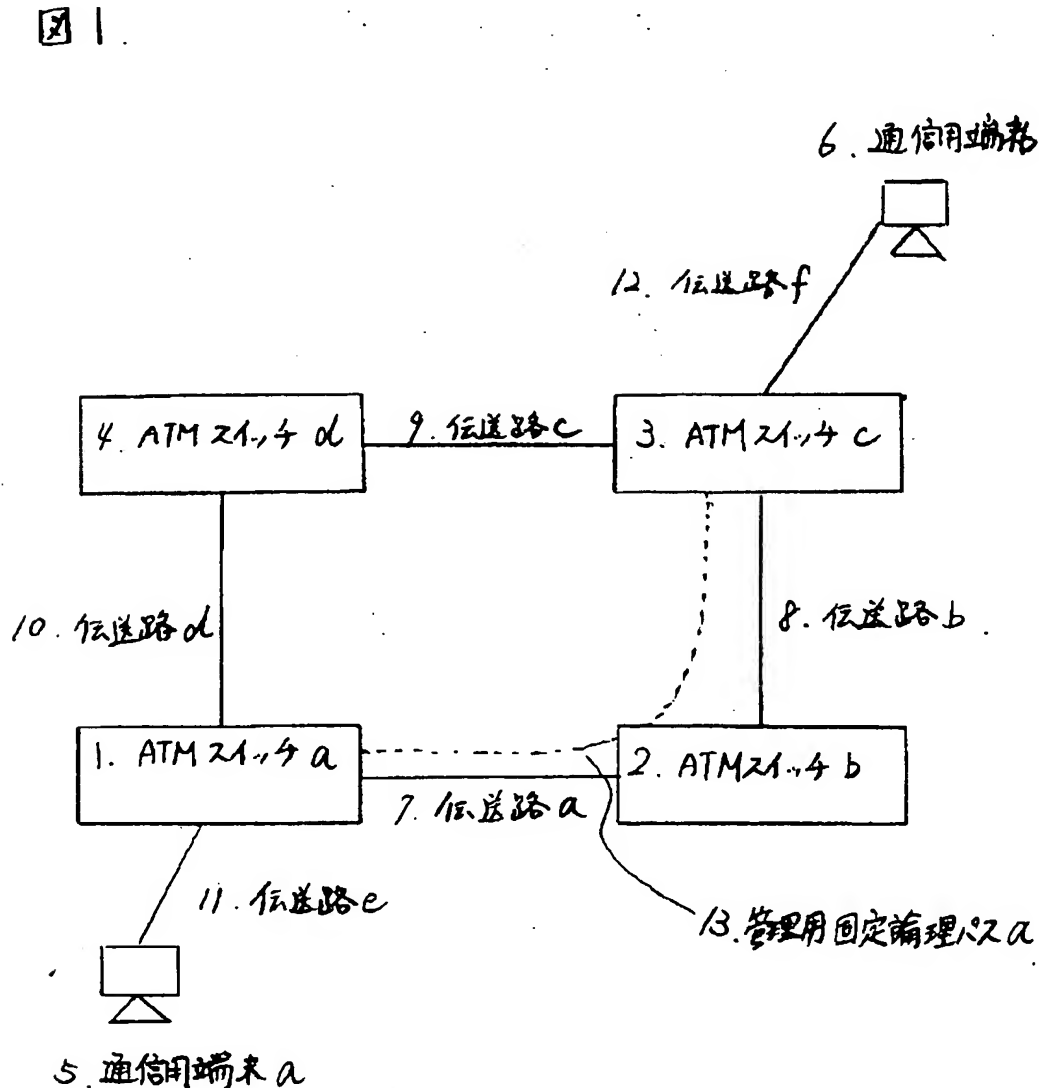 図1.
6. 通信用端末
12. 伝送路f
4. ATMスイッチd
9. 伝送路c
3. ATMスイッチc
10. 伝送路d
8. 伝送路b
1. ATMスイッチa
2. ATMスイッチb
7. 伝送路a
11. 伝送路e
13. 管理用固定論理パスa
5. 通信用端末a